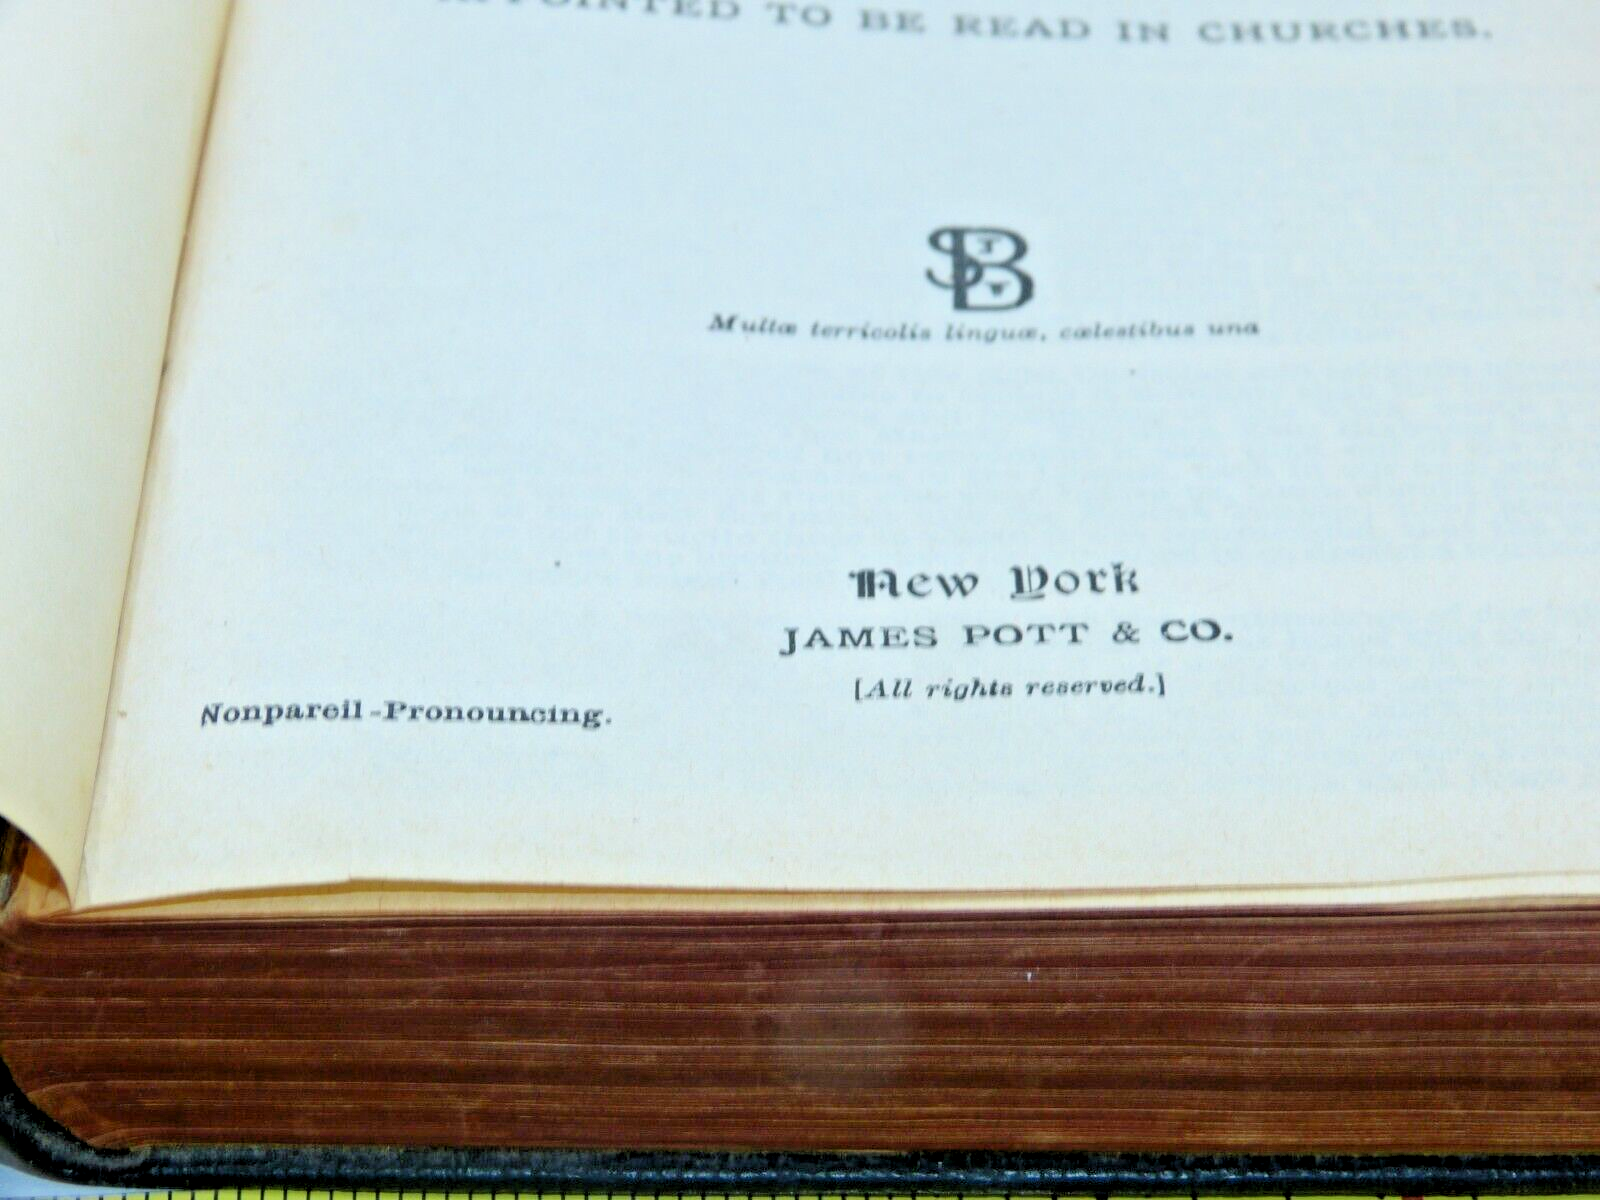 APPOINTED TO BE READ IN CHURCHES.
SB
Multæ terricolis linguæ, cœlestibus una
New York
JAMES POTT & CO.
[All rights reserved.]
Nonpareil-Pronouncing.